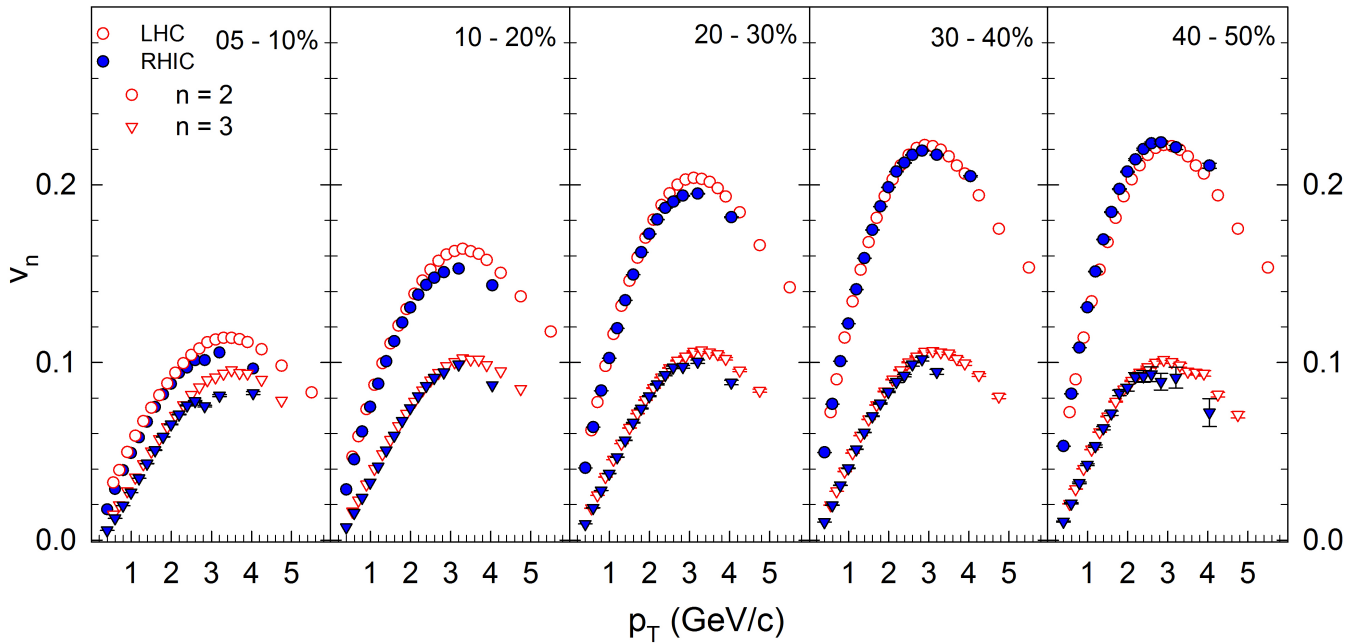 LHC
RHIC
n = 2
n = 3
05 - 10%
10 - 20%
20 - 30%
30 - 40%
40 - 50%
v_n
0.2
0.1
0.0
0.2
0.1
0.0
1 2 3 4 5 1 2 3 4 5 1 2 3 4 5 1 2 3 4 5 1 2 3 4 5
p_T (GeV/c)